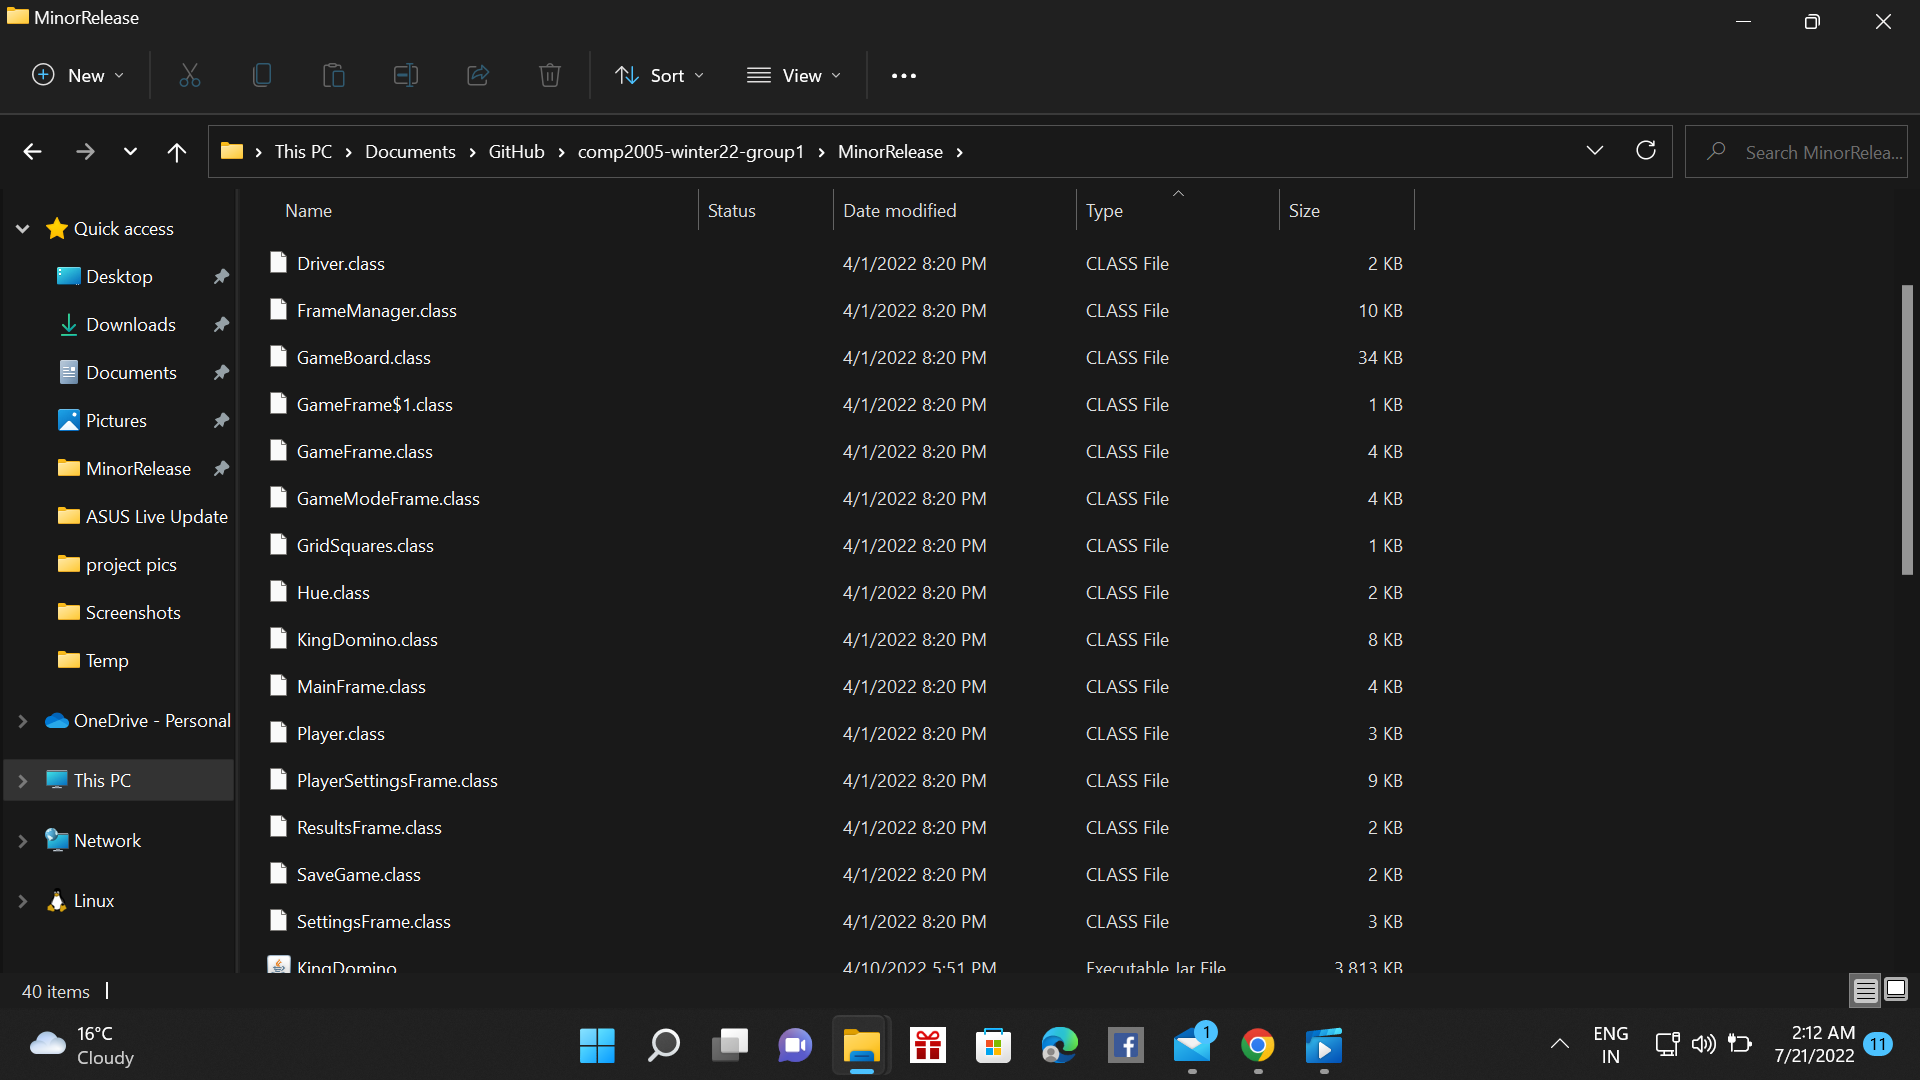 MinorRelease
New
Sort
View
This PC
Documents
GitHub
comp2005-winter22-group1
MinorRelease
Search MinorRelea...
Name Status Date modified Type Size
Quick access
Desktop
Downloads
Documents
Pictures
MinorRelease
ASUS Live Update
project pics
Screenshots
Temp
OneDrive - Personal
This PC
Network
Linux
Driver.class 4/1/2022 8:20 PM CLASS File 2 KB
FrameManager.class 4/1/2022 8:20 PM CLASS File 10 KB
GameBoard.class 4/1/2022 8:20 PM CLASS File 34 KB
GameFrame$1.class 4/1/2022 8:20 PM CLASS File 1 KB
GameFrame.class 4/1/2022 8:20 PM CLASS File 4 KB
GameModeFrame.class 4/1/2022 8:20 PM CLASS File 4 KB
GridSquares.class 4/1/2022 8:20 PM CLASS File 1 KB
Hue.class 4/1/2022 8:20 PM CLASS File 2 KB
KingDomino.class 4/1/2022 8:20 PM CLASS File 8 KB
MainFrame.class 4/1/2022 8:20 PM CLASS File 4 KB
Player.class 4/1/2022 8:20 PM CLASS File 3 KB
PlayerSettingsFrame.class 4/1/2022 8:20 PM CLASS File 9 KB
ResultsFrame.class 4/1/2022 8:20 PM CLASS File 2 KB
SaveGame.class 4/1/2022 8:20 PM CLASS File 2 KB
SettingsFrame.class 4/1/2022 8:20 PM CLASS File 3 KB
KingDomino 4/10/2022 5:51 PM Executable Jar File 3,813 KB
40 items
16°C
Cloudy
1
ENG
IN
2:12 AM
7/21/2022
11